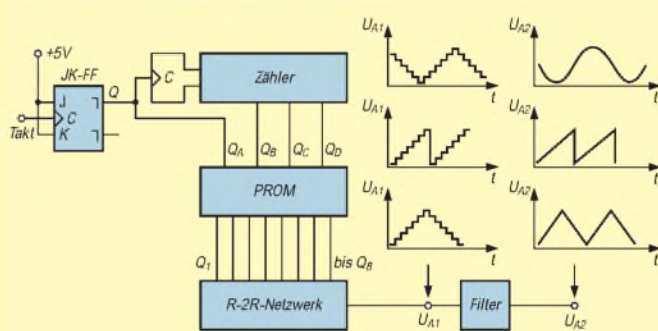 +5V
JK-FF
J
C
K
Takt
Q
C
Zähler
Q_A
Q_B
Q_C
Q_D
PROM
Q_1
bis Q_8
R-2R-Netzwerk
U_A1
Filter
U_A2
U_A1
t
U_A2
t
U_A1
t
U_A2
t
U_A1
t
U_A2
t